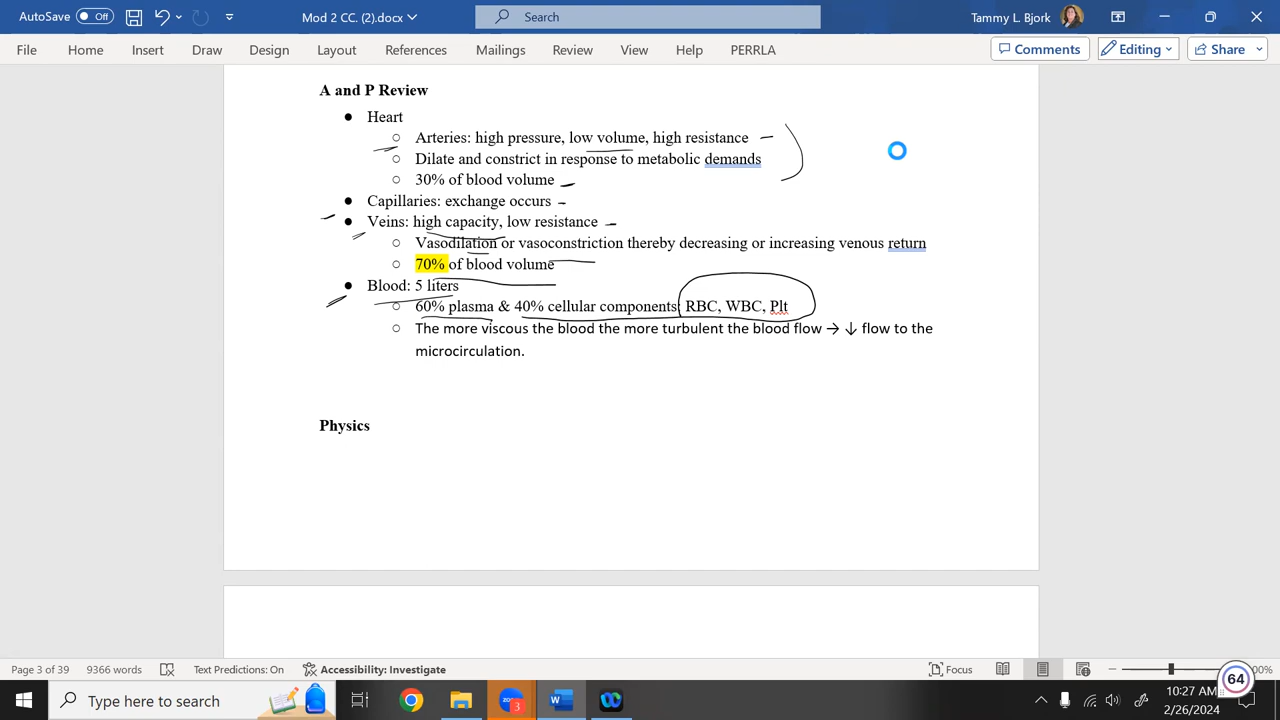 AutoSave Off Mod 2 CC. (2).docx Search Tammy L. Bjork
File Home Insert Draw Design Layout References Mailings Review View Help PERRLA Comments Editing Share
A and P Review
● Heart
○ Arteries: high pressure, low volume, high resistance
○ Dilate and constrict in response to metabolic demands
○ 30% of blood volume
● Capillaries: exchange occurs
● Veins: high capacity, low resistance
○ Vasodilation or vasoconstriction thereby decreasing or increasing venous return
○ 70% of blood volume
● Blood: 5 liters
○ 60% plasma & 40% cellular components: RBC, WBC, Plt
○ The more viscous the blood the more turbulent the blood flow → ↓ flow to the
microcirculation.
Physics
Page 3 of 39 9366 words Text Predictions: On Accessibility: Investigate Focus 00%
64
Type here to search 3 10:27 AM
2/26/2024